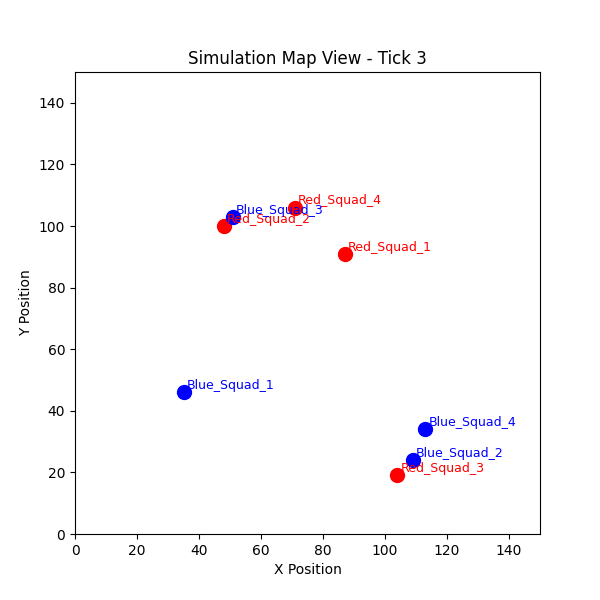 Simulation Map View - Tick 3
Y Position
140
120
100
80
60
40
20
0
Red_Squad_4
Blue_Squad_3
Red_Squad_2
Red_Squad_1
Blue_Squad_1
Blue_Squad_4
Blue_Squad_2
Red_Squad_3
0 20 40 60 80 100 120 140
X Position